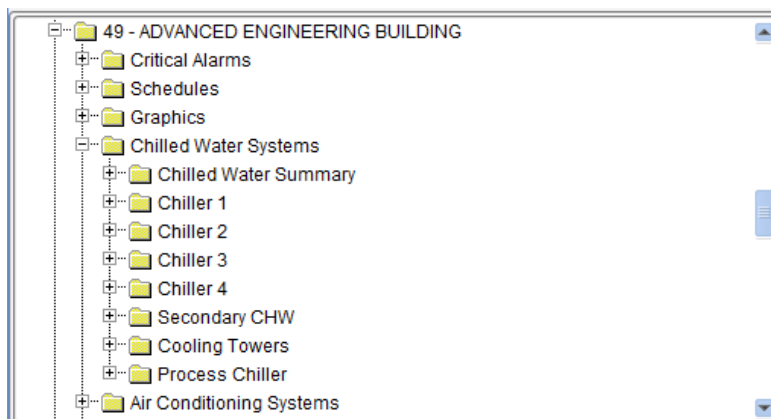 49 - ADVANCED ENGINEERING BUILDING
Critical Alarms
Schedules
Graphics
Chilled Water Systems
Chilled Water Summary
Chiller 1
Chiller 2
Chiller 3
Chiller 4
Secondary CHW
Cooling Towers
Process Chiller
Air Conditioning Systems